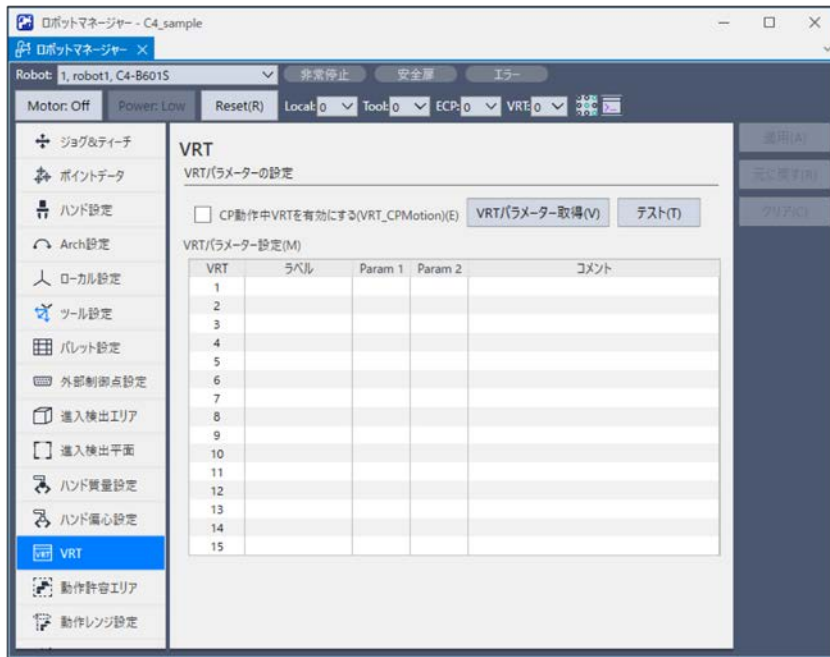 ロボットマネージャー - C4_sample
ロボットマネージャー
Robot: 1, robot1, C4-B601S 非常停止 安全扉 エラー
Motor: Off Power: Low Reset(R) Local: 0 Tool: 0 ECP: 0 VRT: 0
ジョグ&ティーチ
ポイントデータ
ハンド設定
Arch設定
ローカル設定
ツール設定
パレット設定
外部制御点設定
進入検出エリア
進入検出平面
ハンド質量設定
ハンド偏心設定
VRT
動作許容エリア
動作レンジ設定
VRT
VRTパラメーターの設定
CP動作中VRTを有効にする(VRT_CPMotion)(E) VRTパラメーター取得(V) テスト(T)
VRTパラメーター設定(M)
VRT ラベル Param 1 Param 2 コメント
1
2
3
4
5
6
7
8
9
10
11
12
13
14
15
適用(A)
元に戻す(R)
クリア(C)